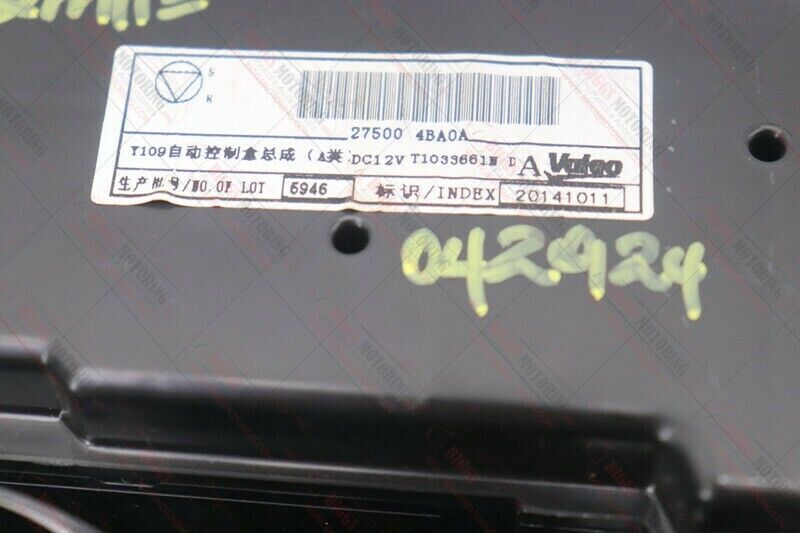 S
R
27500 4BA0A
T109自动控制盒总成（A类 DC12V T1033661M D A Valeo
生产批号/NO.OF LOT 5946 标识/INDEX 20141011
042924